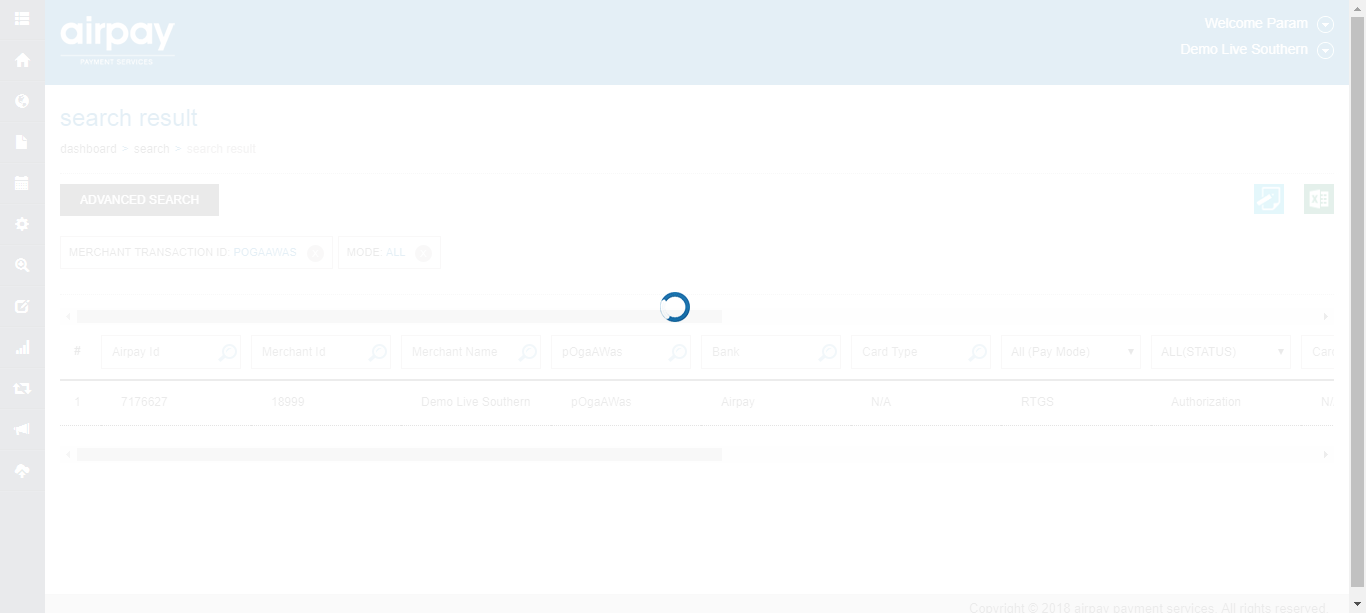 airpay
PAYMENT SERVICES
Welcome Param
Demo Live Southern
search result
dashboard > search > search result
ADVANCED SEARCH
MERCHANT TRANSACTION ID: POGAAWAS
MODE: ALL
# Airpay Id Merchant Id Merchant Name pOgaAWas Bank Card Type All (Pay Mode) ALL(STATUS) Card
1 7176627 18999 Demo Live Southern pOgaAWas Airpay N/A RTGS Authorization N/
Copyright © 2018 airpay payment services. All rights reserved.